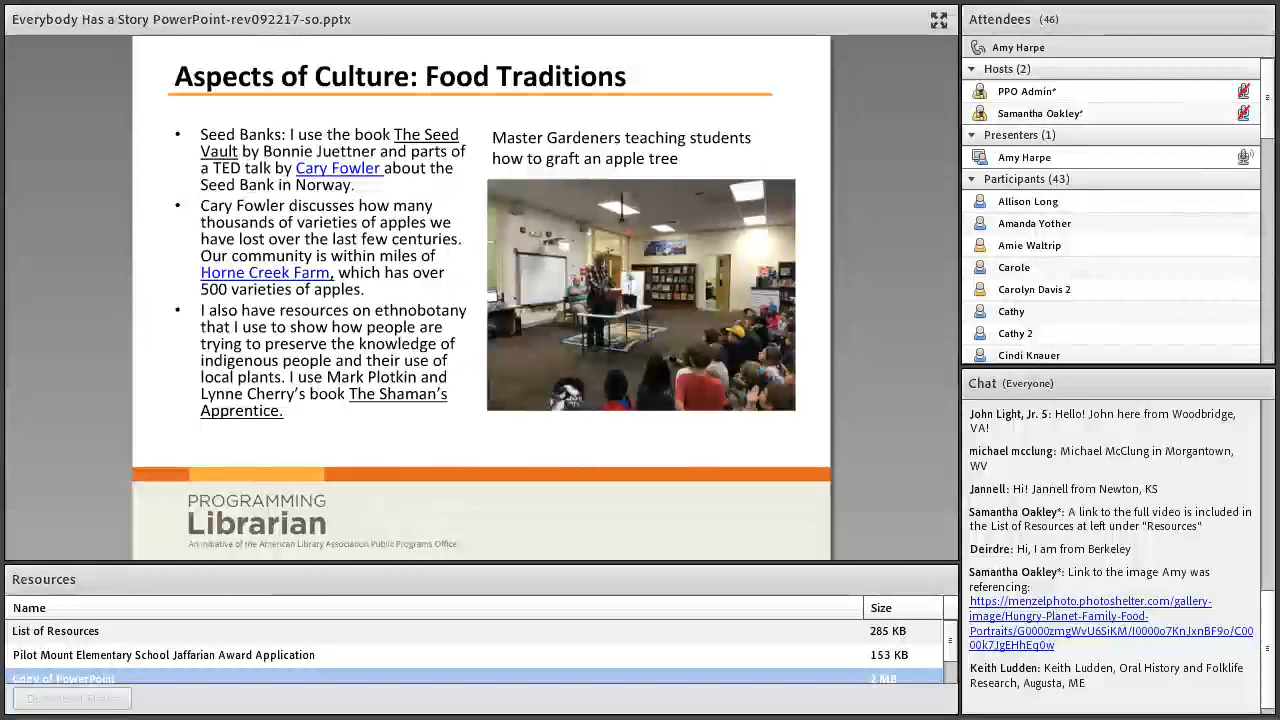 Everybody Has a Story PowerPoint-rev092217-so.pptx
Aspects of Culture: Food Traditions
• Seed Banks: I use the book The Seed
Vault by Bonnie Juettner and parts of
a TED talk by Cary Fowler about the
Seed Bank in Norway.
• Cary Fowler discusses how many
thousands of varieties of apples we
have lost over the last few centuries.
Our community is within miles of
Horne Creek Farm, which has over
500 varieties of apples.
• I also have resources on ethnobotany
that I use to show how people are
trying to preserve the knowledge of
indigenous people and their use of
local plants. I use Mark Plotkin and
Lynne Cherry’s book The Shaman’s
Apprentice.
Master Gardeners teaching students
how to graft an apple tree
PROGRAMMING
Librarian
An initiative of the American Library Association Public Programs Office
Resources
Name Size
List of Resources 285 KB
Pilot Mount Elementary School Jaffarian Award Application 153 KB
Copy of PowerPoint 2 MB
Attendees (46)
Amy Harpe
Hosts (2)
PPO Admin*
Samantha Oakley*
Presenters (1)
Amy Harpe
Participants (43)
Allison Long
Amanda Yother
Amie Waltrip
Carole
Carolyn Davis 2
Cathy
Cathy 2
Cindi Knauer
Chat (Everyone)
John Light, Jr. 5: Hello! John here from Woodbridge,
VA!
michael mcclung: Michael McClung in Morgantown,
WV
Jannell: Hi! Jannell from Newton, KS
Samantha Oakley*: A link to the full video is included in
the List of Resources at left under "Resources"
Deirdre: Hi, I am from Berkeley
Samantha Oakley*: Link to the image Amy was
referencing:
https://menzelphoto.photoshelter.com/gallery-
image/Hungry-Planet-Family-Food-
Keith Ludden: Keith Ludden, Oral History and Folklife
Research, Augusta, ME